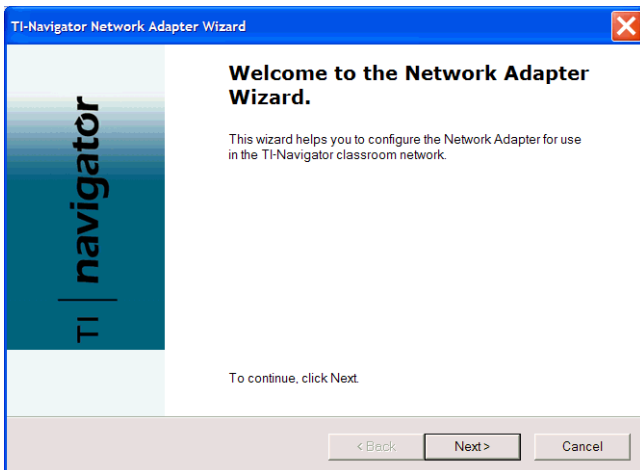 TI-Navigator Network Adapter Wizard
TI | navigator
Welcome to the Network Adapter
Wizard.
This wizard helps you to configure the Network Adapter for use
in the TI-Navigator classroom network.
To continue, click Next.
< Back
Next >
Cancel